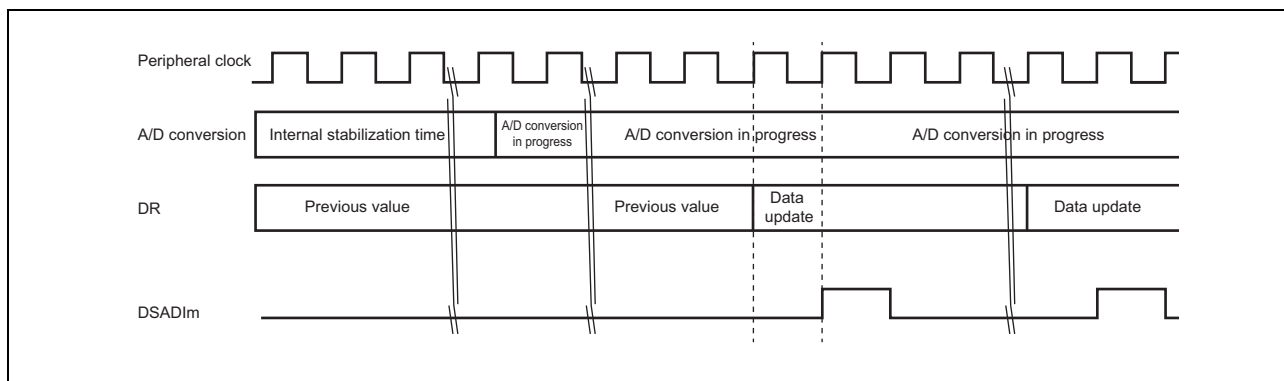 Peripheral clock
A/D conversion
Internal stabilization time
A/D conversion
in progress
A/D conversion in progress
A/D conversion in progress
DR
Previous value
Previous value
Data
update
Data update
DSADIm